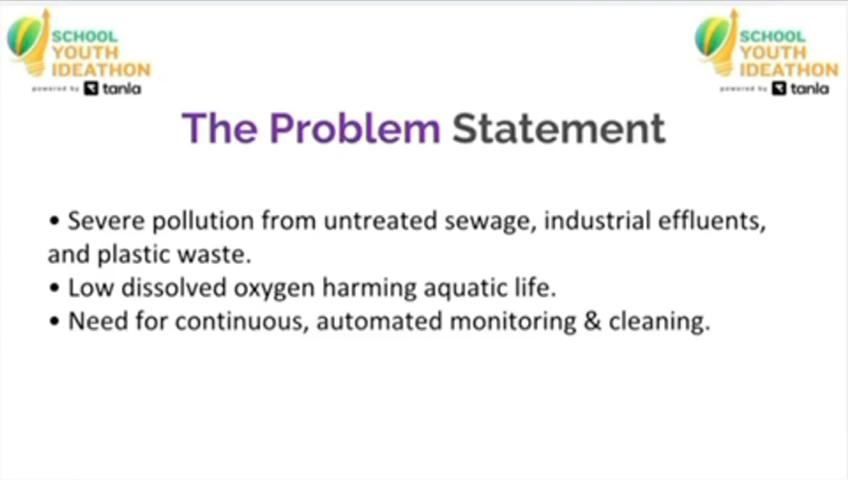 SCHOOL
YOUTH
IDEATHON
powered by tanla
SCHOOL
YOUTH
IDEATHON
powered by tanla
The Problem Statement
• Severe pollution from untreated sewage, industrial effluents,
and plastic waste.
• Low dissolved oxygen harming aquatic life.
• Need for continuous, automated monitoring & cleaning.